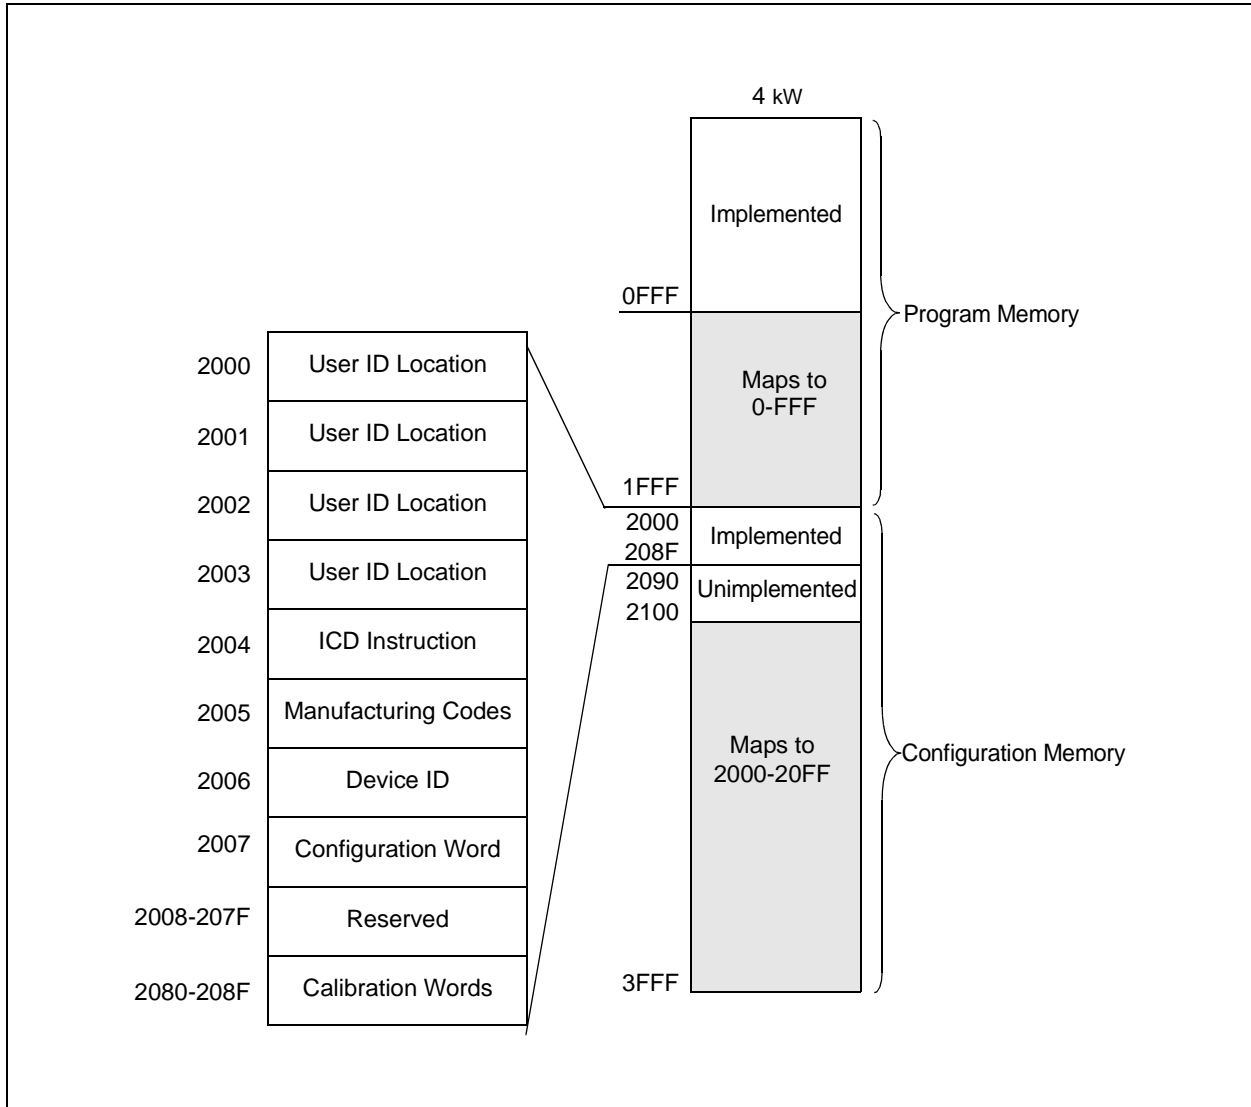 4 kW
Implemented
0FFF
Program Memory
Maps to
0-FFF
1FFF
2000
Implemented
208F
2090
Unimplemented
2100
Maps to
2000-20FF
Configuration Memory
3FFF
2000 User ID Location
2001 User ID Location
2002 User ID Location
2003 User ID Location
2004 ICD Instruction
2005 Manufacturing Codes
2006 Device ID
2007 Configuration Word
2008-207F Reserved
2080-208F Calibration Words